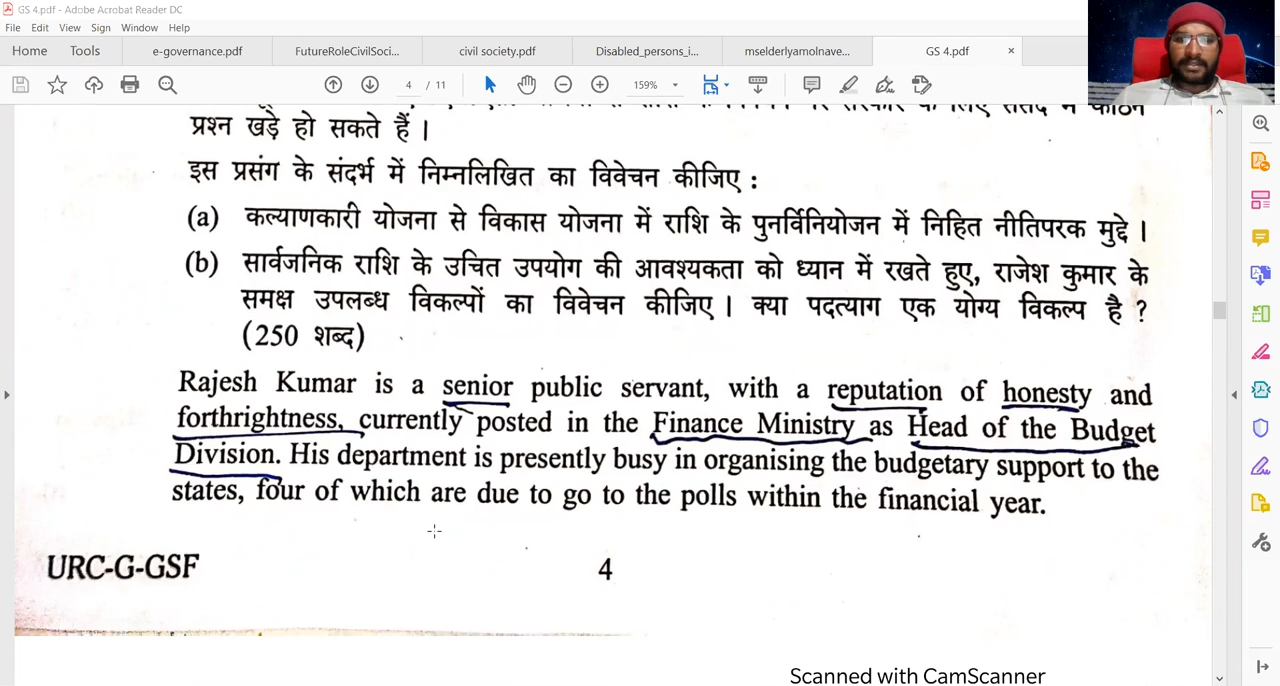 GS 4.pdf - Adobe Acrobat Reader DC
File Edit View Sign Window Help
Home Tools e-governance.pdf FutureRoleCivilSoci... civil society.pdf Disabled_persons_i... mselderlyamolnave... GS 4.pdf ×
4 / 11 159%
प्रश्न खड़े हो सकते हैं ।
इस प्रसंग के संदर्भ में निम्नलिखित का विवेचन कीजिए :
(a) कल्याणकारी योजना से विकास योजना में राशि के पुनर्विनियोजन में निहित नीतिपरक मुद्दे ।
(b) सार्वजनिक राशि के उचित उपयोग की आवश्यकता को ध्यान में रखते हुए, राजेश कुमार के
समक्ष उपलब्ध विकल्पों का विवेचन कीजिए । क्या पदत्याग एक योग्य विकल्प है ?
(250 शब्द)
Rajesh Kumar is a senior public servant, with a reputation of honesty and
forthrightness, currently posted in the Finance Ministry as Head of the Budget
Division. His department is presently busy in organising the budgetary support to the
states, four of which are due to go to the polls within the financial year.
URC-G-GSF 4
Scanned with CamScanner